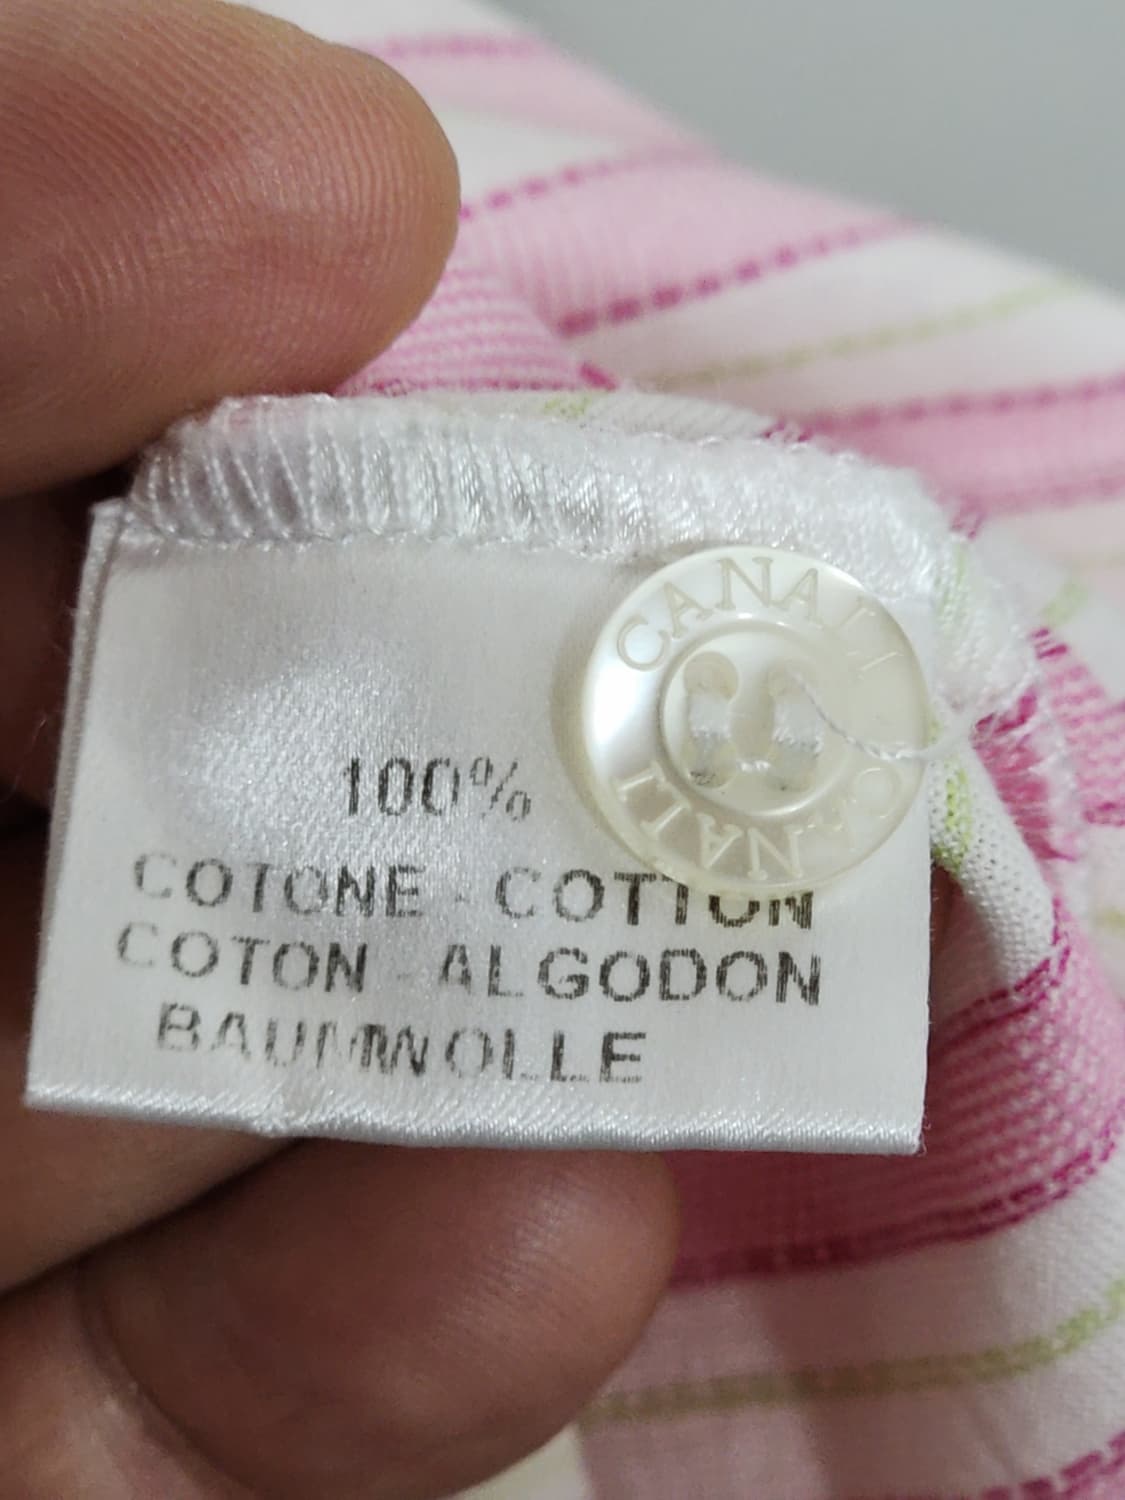 CANALI
CANALI
100%
COTONE - COTTON
COTON - ALGODON
BAUMWOLLE